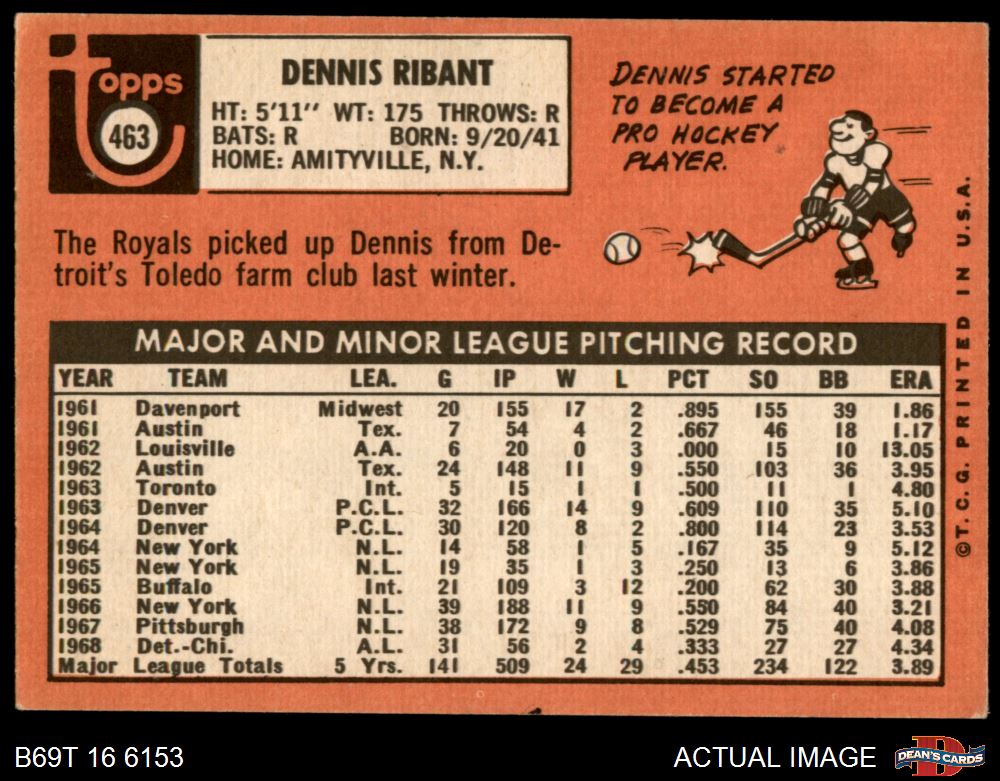 topps
463
DENNIS RIBANT
HT: 5'11" WT: 175 THROWS: R
BATS: R BORN: 9/20/41
HOME: AMITYVILLE, N.Y.
DENNIS STARTED
TO BECOME A
PRO HOCKEY
PLAYER.
The Royals picked up Dennis from De-
troit's Toledo farm club last winter.
MAJOR AND MINOR LEAGUE PITCHING RECORD
YEAR TEAM LEA. G IP W L PCT SO BB ERA
1961 Davenport Midwest 20 155 17 2 .895 155 39 1.86
1961 Austin Tex. 7 54 4 2 .667 46 18 1.17
1962 Louisville A.A. 6 20 0 3 .000 15 10 13.05
1962 Austin Tex. 24 148 11 9 .550 103 36 3.95
1963 Toronto Int. 5 15 1 1 .500 11 1 4.80
1963 Denver P.C.L. 32 166 14 9 .609 110 35 5.10
1964 Denver P.C.L. 30 120 8 2 .800 114 23 3.53
1964 New York N.L. 14 58 1 5 .167 35 9 5.12
1965 New York N.L. 19 35 1 3 .250 13 6 3.86
1965 Buffalo Int. 21 109 3 12 .200 62 30 3.88
1966 New York N.L. 39 188 11 9 .550 84 40 3.21
1967 Pittsburgh N.L. 38 172 9 8 .529 75 40 4.08
1968 Det.-Chi. A.L. 31 56 2 4 .333 27 27 4.34
Major League Totals 5 Yrs. 141 509 24 29 .453 234 122 3.89
©T.C.G. PRINTED IN U.S.A.
B69T 16 6153
ACTUAL IMAGE
D
DEAN'S CARDS